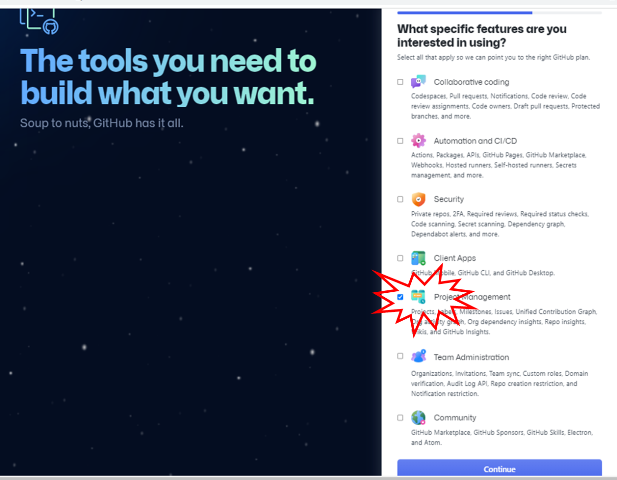 The tools you need to
build what you want.
Soup to nuts, GitHub has it all.
What specific features are you
interested in using?
Select all that apply so we can point you to the right GitHub plan.
Collaborative coding
Codespaces, Pull requests, Notifications, Code review, Code
review assignments, Code owners, Draft pull requests, Protected
branches, and more.
Automation and CI/CD
Actions, Packages, APIs, GitHub Pages, GitHub Marketplace,
Webhooks, Hosted runners, Self-hosted runners, Secrets
management, and more.
Security
Private repos, 2FA, Required reviews, Required status checks,
Code scanning, Secret scanning, Dependency graph,
Dependabot alerts, and more.
Client Apps
GitHub Mobile, GitHub CLI, and GitHub Desktop.
Project Management
Projects, Labels, Milestones, Issues, Unified Contribution Graph,
Org activity graph, Org dependency insights, Repo insights,
Wikis, and GitHub Insights.
Team Administration
Organizations, Invitations, Team sync, Custom roles, Domain
verification, Audit Log API, Repo creation restriction, and
Notification restriction.
Community
GitHub Marketplace, GitHub Sponsors, GitHub Skills, Electron,
and Atom.
Continue